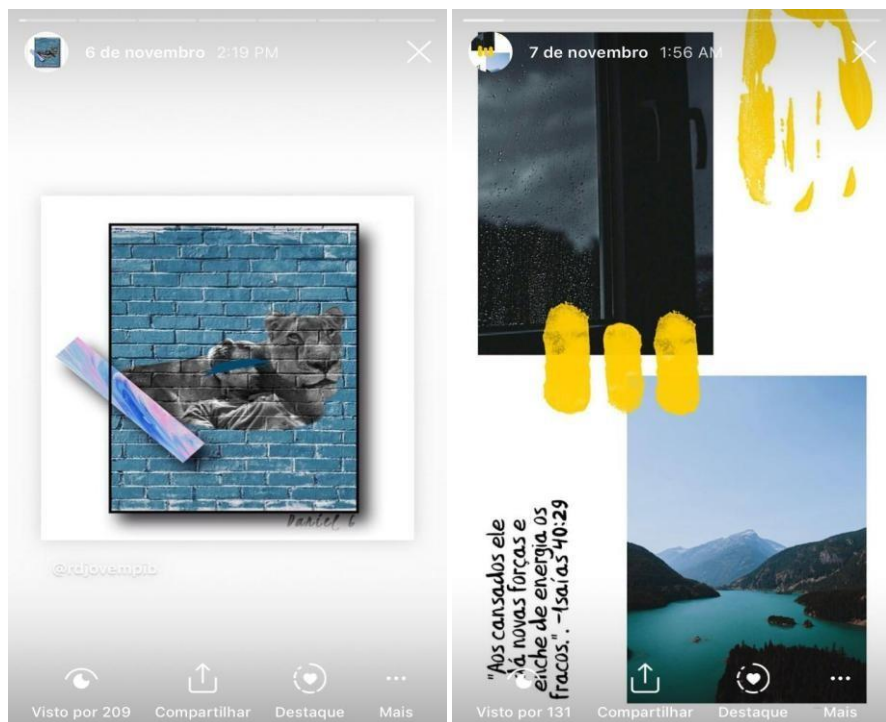 6 de novembro 2:19 PM
Daniel 6
@rdjovempib
Visto por 209 Compartilhar Destaque Mais
7 de novembro 1:56 AM
"Aos cansados ele
dá novas forças e
enche de energia os
fracos.". -Isaías 40:29
Visto por 131 Compartilhar Destaque Mais